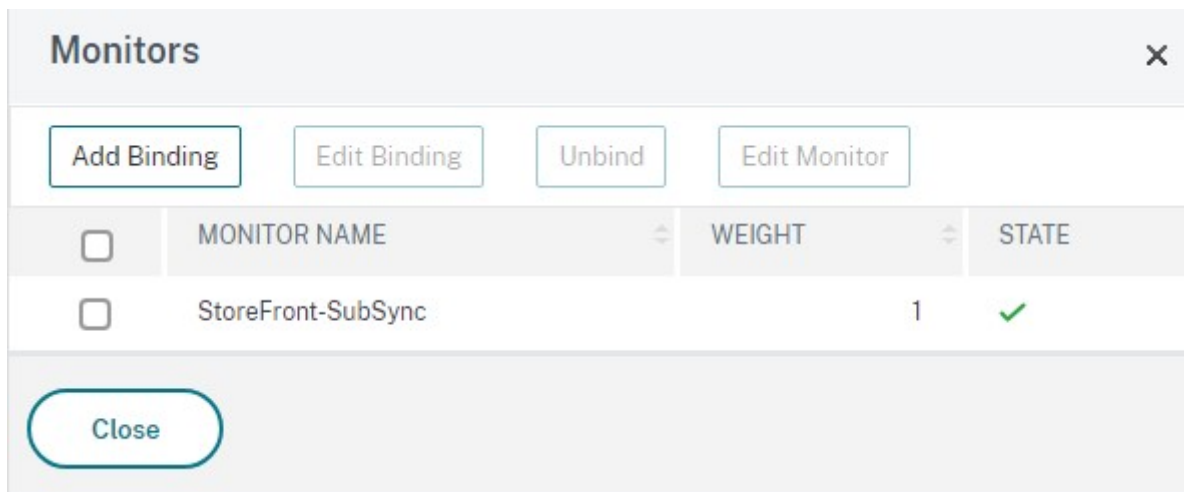 Monitors
Add Binding Edit Binding Unbind Edit Monitor
MONITOR NAME WEIGHT STATE
StoreFront-SubSync 1
Close